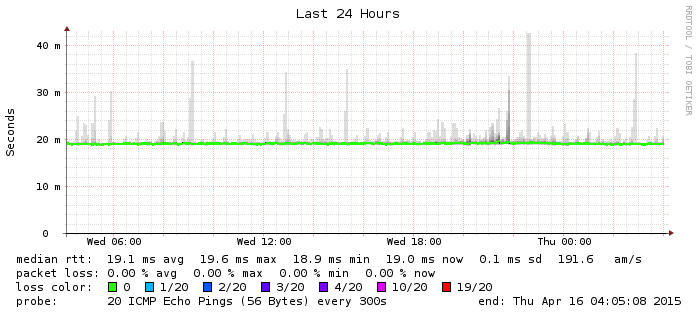 Last 24 Hours
RRDTOOL / TOBI OETIKER
Seconds
40 m
30 m
20 m
10 m
0
Wed 06:00 Wed 12:00 Wed 18:00 Thu 00:00
median rtt: 19.1 ms avg 19.6 ms max 18.9 ms min 19.0 ms now 0.1 ms sd 191.6 am/s
packet loss: 0.00 % avg 0.00 % max 0.00 % min 0.00 % now
loss color: 0 1/20 2/20 3/20 4/20 10/20 19/20
probe: 20 ICMP Echo Pings (56 Bytes) every 300s end: Thu Apr 16 04:05:08 2015